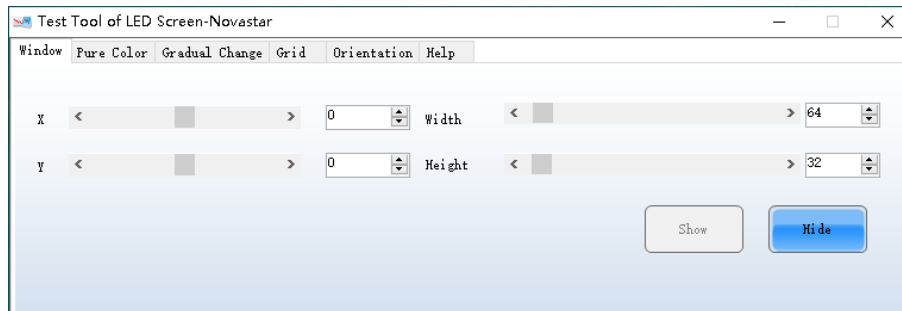 Test Tool of LED Screen-Novastar
Window Pure Color Gradual Change Grid Orientation Help
X 0 Width 64
Y 0 Height 32
Show Hide